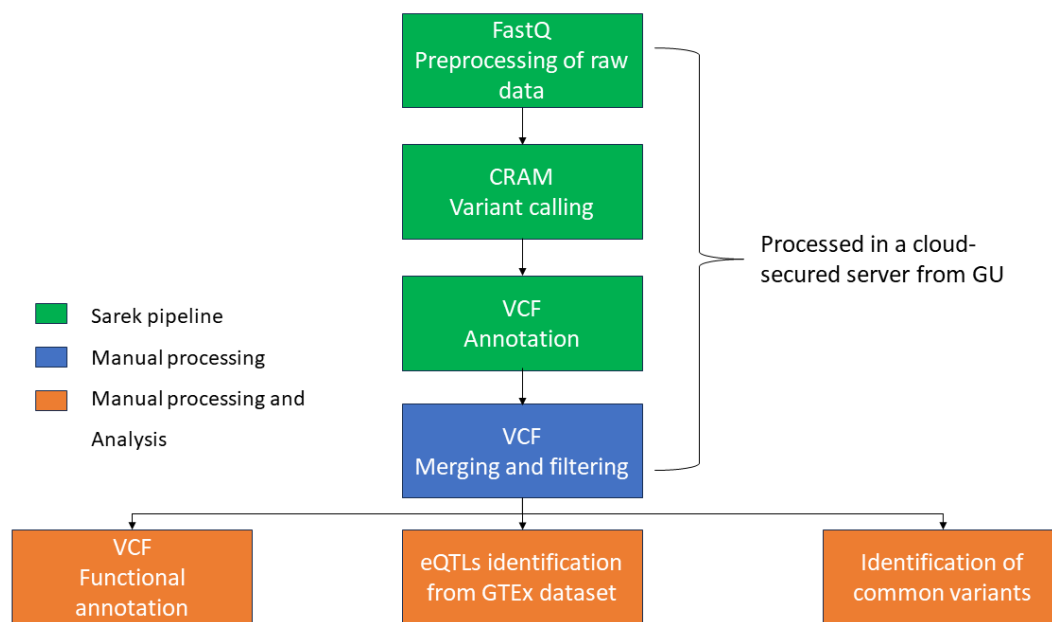 FastQ
Preprocessing of raw
data
CRAM
Variant calling
Processed in a cloud-
secured server from GU
VCF
Annotation
Sarek pipeline
Manual processing
Manual processing and
Analysis
VCF
Merging and filtering
VCF
Functional
annotation
eQTLs identification
from GTEx dataset
Identification of
common variants